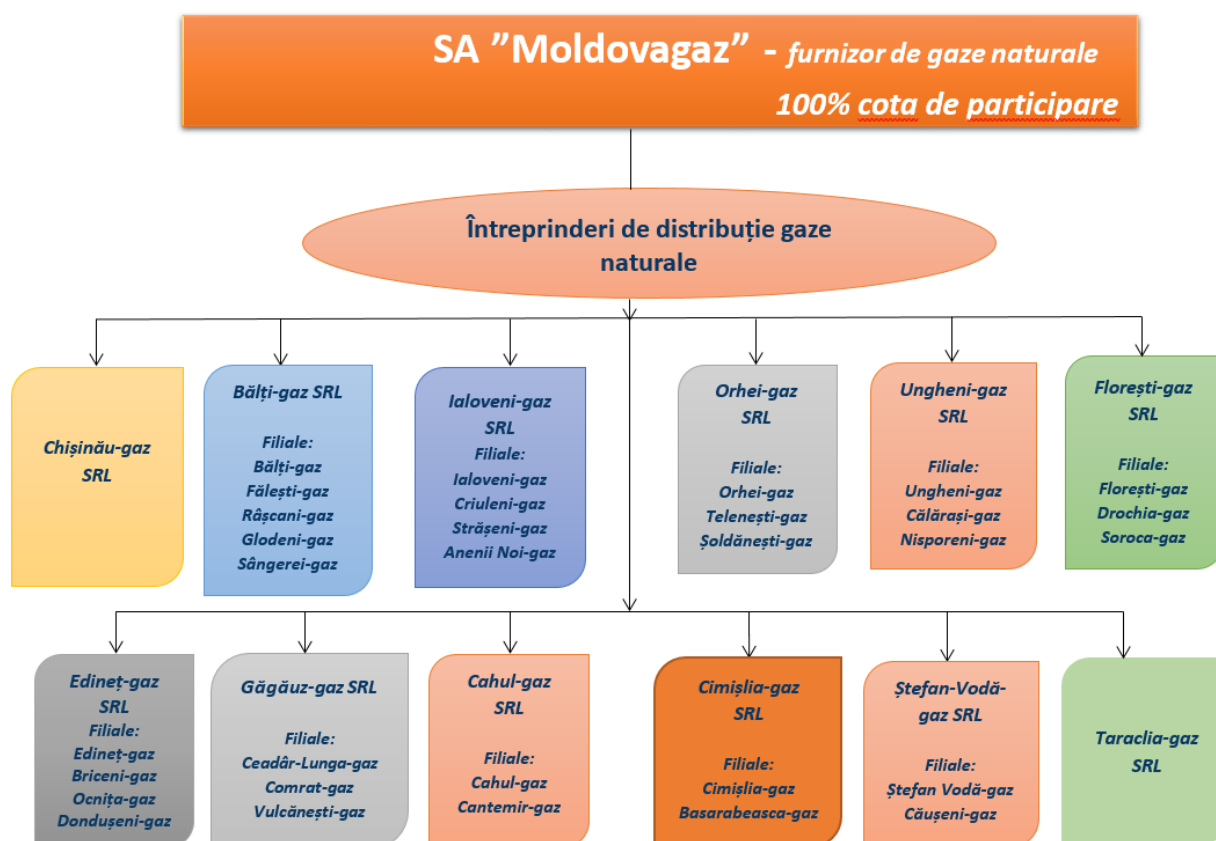 SA ”Moldovagaz” - furnizor de gaze naturale
100% cota de participare
Întreprinderi de distribuție gaze
naturale
Chișinău-gaz
SRL
Bălți-gaz SRL
Filiale:
Bălți-gaz
Fălești-gaz
Râșcani-gaz
Glodeni-gaz
Sângerei-gaz
Ialoveni-gaz
SRL
Filiale:
Ialoveni-gaz
Criuleni-gaz
Strășeni-gaz
Anenii Noi-gaz
Orhei-gaz
SRL
Filiale:
Orhei-gaz
Telenești-gaz
Șoldănești-gaz
Ungheni-gaz
SRL
Filiale:
Ungheni-gaz
Călărași-gaz
Nisporeni-gaz
Florești-gaz
SRL
Filiale:
Florești-gaz
Drochia-gaz
Soroca-gaz
Edineț-gaz
SRL
Filiale:
Edineț-gaz
Briceni-gaz
Ocnița-gaz
Dondușeni-gaz
Găgăuz-gaz SRL
Filiale:
Ceadâr-Lunga-gaz
Comrat-gaz
Vulcănești-gaz
Cahul-gaz
SRL
Filiale:
Cahul-gaz
Cantemir-gaz
Cimișlia-gaz
SRL
Filiale:
Cimișlia-gaz
Basarabeasca-gaz
Ștefan-Vodă-
gaz SRL
Filiale:
Ștefan Vodă-gaz
Căușeni-gaz
Taraclia-gaz
SRL